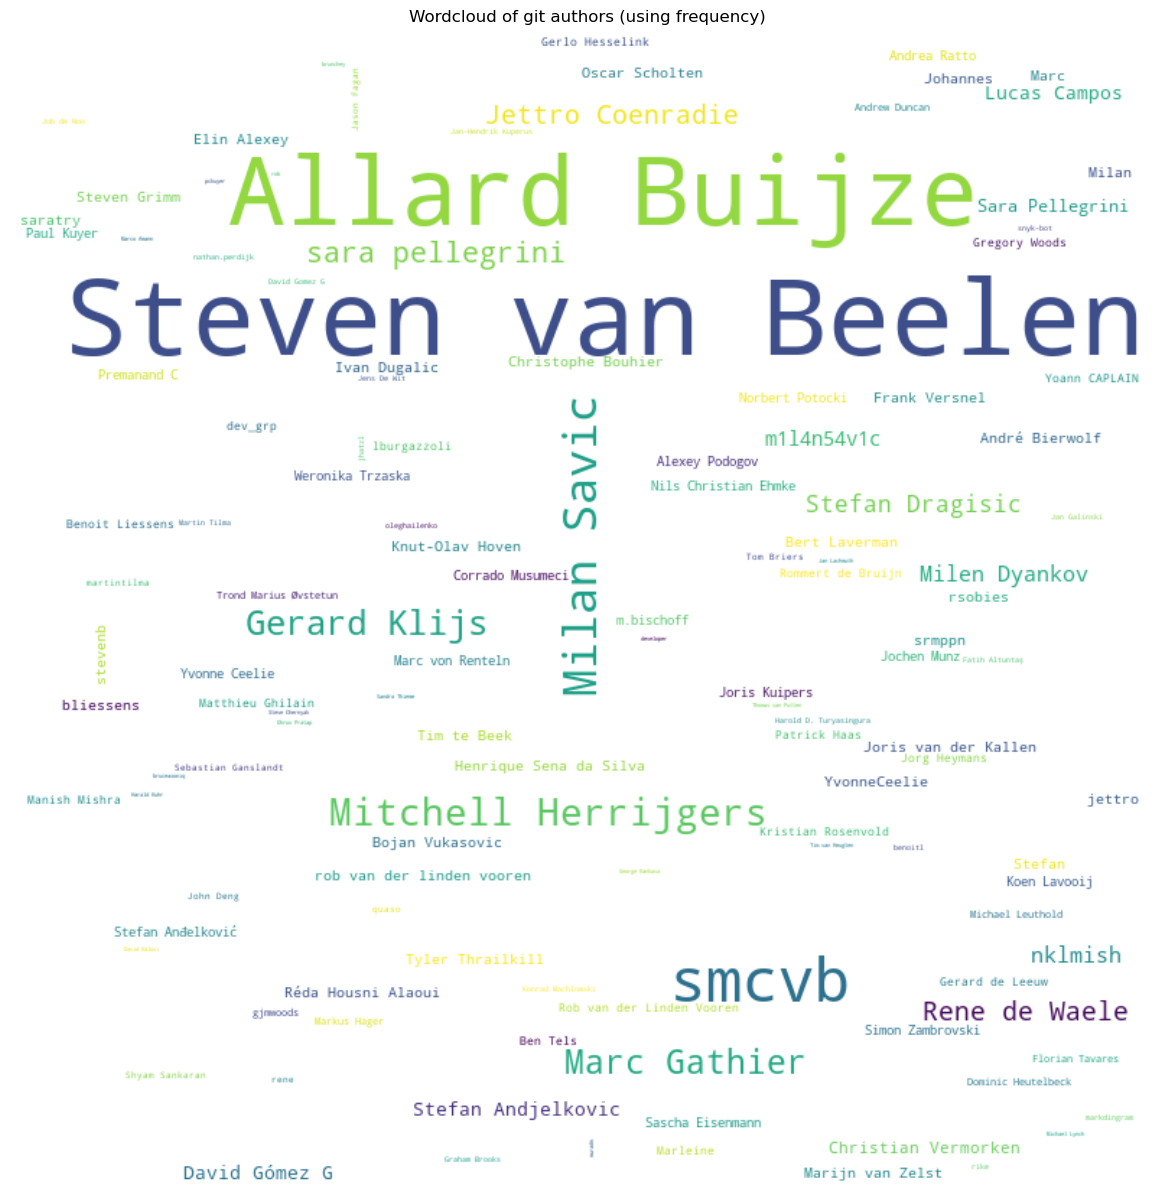 Wordcloud of git authors (using frequency)
Gerlo Hesselink
Andrea Ratto
Oscar Scholten
Johannes
Marc
Lucas Campos
Jason Fagan
Andrew Duncan
Jettro Coenradie
Jan-Hendrik Kuperus
Elin Alexey
Allard Buijze
Milan
Steven Grimm
Sara Pellegrini
saratry
Paul Kuyer
snyk-bot
Gregory Woods
sara pellegrini
nathan.perdijk
David Gomez G
Steven van Beelen
Christophe Bouhier
Ivan Dugalic
Premanand C
Jens De Wit
Yoann CAPLAIN
Norbert Potocki
Frank Versnel
Milan Savic
dev_grp
m1l4n54v1c
André Bierwolf
jhatzl
lburgazzoli
Alexey Podogov
Weronika Trzaska
Nils Christian Ehmke
Stefan Dragisic
Jan Galinski
Benoit Liessens
Martin Tilma
oleghailenko
Knut-Olav Hoven
Bert Laverman
Tom Briers
Corrado Musumeci
Rommert de Bruijn
Milen Dyankov
martintilma
Trond Marius Øvstetun
rsobies
Gerard Klijs
m.bischoff
developer
srmppn
stevenb
Jochen Munz
Fatih Altuntaş
Marc von Renteln
Yvonne Ceelie
Joris Kuipers
bliessens
Matthieu Ghilain
Thomas van Putten
Harold D. Turyasingura
Tim te Beek
Patrick Haas
Joris van der Kallen
Jorg Heymans
Sebastian Ganslandt
Henrique Sena da Silva
YvonneCeelie
Manish Mishra
jettro
Mitchell Herrijgers
Kristian Rosenvold
Bojan Vukasovic
benoitl
Stefan
rob van der linden vooren
Koen Lavooij
John Deng
quaso
Michael Leuthold
Stefan Anđelković
Tyler Thrailkill
nklmish
smcvb
Gerard de Leeuw
Réda Housni Alaoui
Rob van der Linden Vooren
Rene de Waele
gjmwoods
Markus Hager
Simon Zambrovski
Ben Tels
Marc Gathier
Florian Tavares
Shyam Sankaran
rene
Dominic Heutelbeck
Stefan Andjelkovic
Sascha Eisenmann
markdingram
Michael Lynch
Marleine
Christian Vermorken
Graham Brooks
David Gómez G
Marijn van Zelst
rike